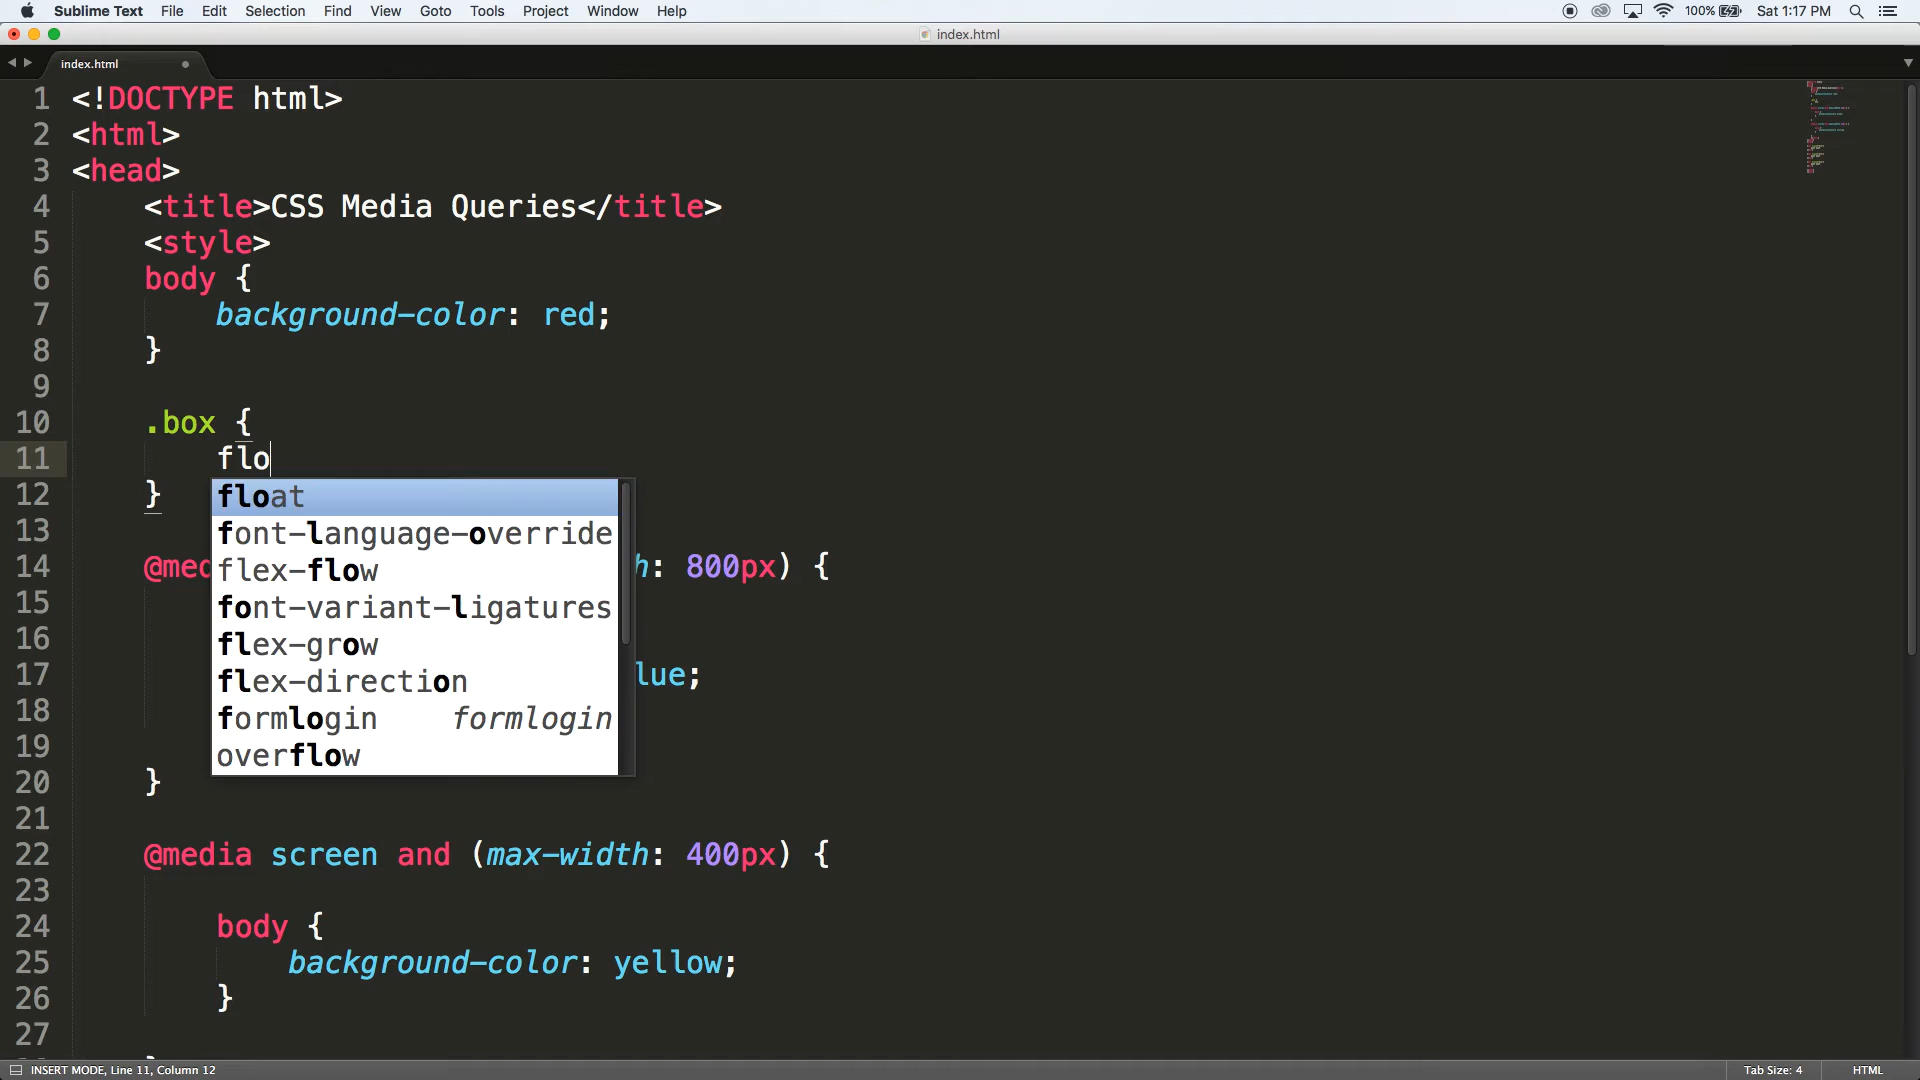 Sublime Text File Edit Selection Find View Goto Tools Project Window Help 100% Sat 1:17 PM
index.html
index.html
1 <!DOCTYPE html>
2 <html>
3 <head>
4 <title>CSS Media Queries</title>
5 <style>
6 body {
7 background-color: red;
8 }
9
10 .box {
11 flo
float
12 }
font-language-override
13
14 @med h: 800px) {
flex-flow
15
font-variant-ligatures
16
flex-grow
17 lue;
flex-direction
18
formlogin formlogin
19
overflow
20 }
21
22 @media screen and (max-width: 400px) {
23
24 body {
25 background-color: yellow;
26 }
27
INSERT MODE, Line 11, Column 12 Tab Size: 4 HTML